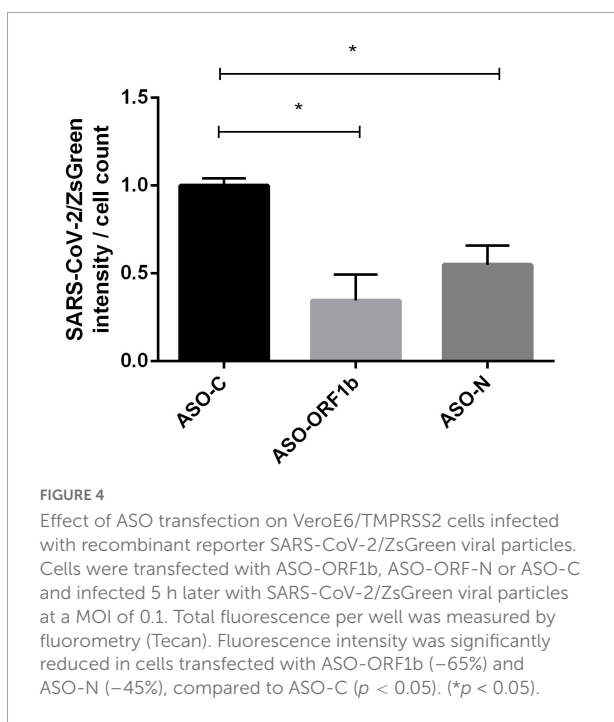 *
*
1.5
1.0
0.5
0.0
SARS-CoV-2/ZsGreen
intensity / cell count
ASO-C
ASO-ORF1b
ASO-N
FIGURE 4
Effect of ASO transfection on VeroE6/TMPRSS2 cells infected
with recombinant reporter SARS-CoV-2/ZsGreen viral particles.
Cells were transfected with ASO-ORF1b, ASO-ORF-N or ASO-C
and infected 5 h later with SARS-CoV-2/ZsGreen viral particles
at a MOI of 0.1. Total fluorescence per well was measured by
fluorometry (Tecan). Fluorescence intensity was significantly
reduced in cells transfected with ASO-ORF1b (−65%) and
ASO-N (−45%), compared to ASO-C (p < 0.05). (*p < 0.05).